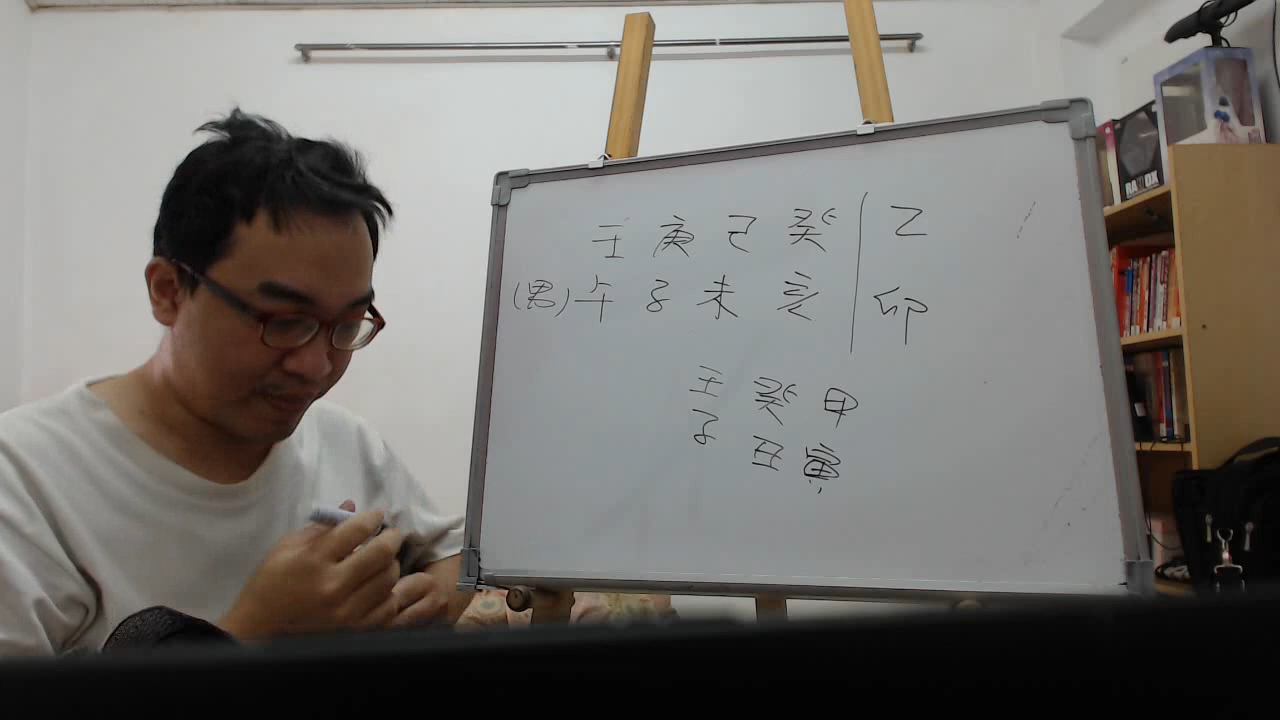 壬庚己癸 乙
(男)午子未亥 卯
壬癸甲
子丑寅